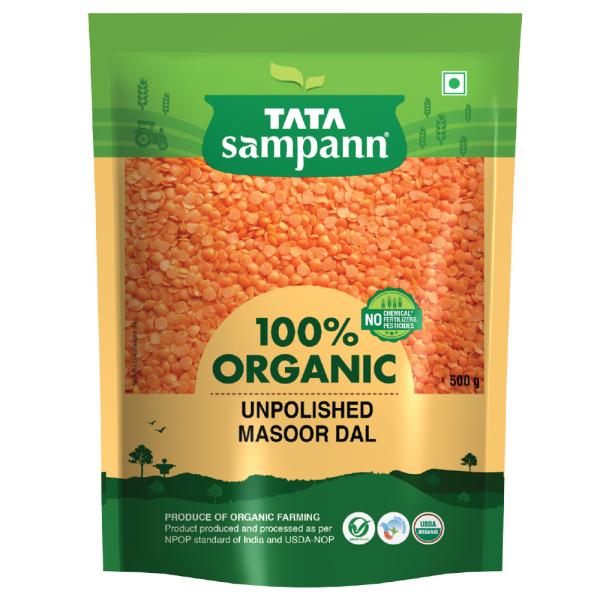 TATA
sampann®
NO CHEMICAL*
FERTILIZERS,
PESTICIDES
100%
ORGANIC
500 g
UNPOLISHED
MASOOR DAL
PRODUCE OF ORGANIC FARMING
Product produced and processed as per
NPOP standard of India and USDA-NOP
USDA
ORGANIC